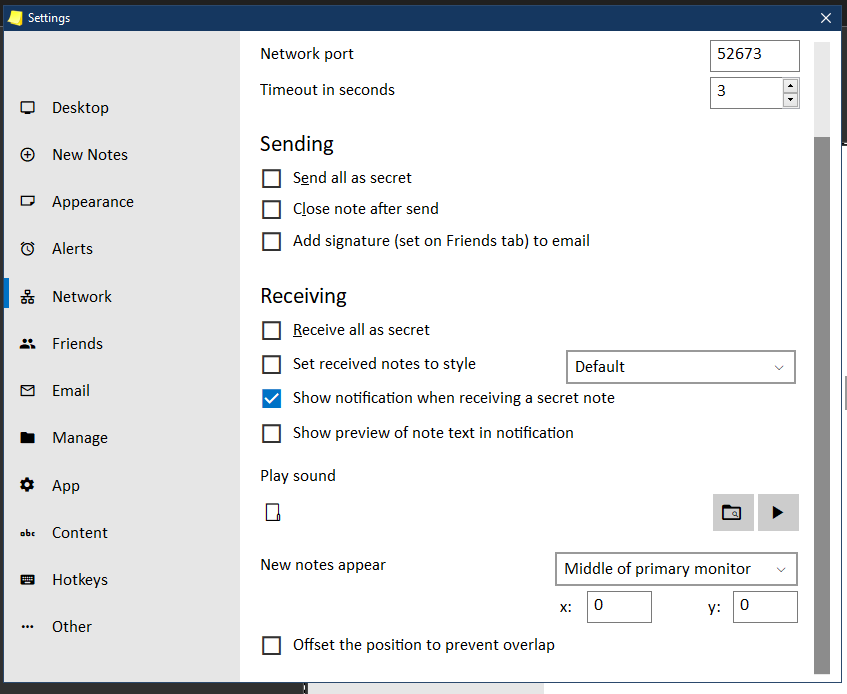 Settings
Desktop
New Notes
Appearance
Alerts
Network
Friends
Email
Manage
App
abc Content
Hotkeys
Other
Network port 52673
Timeout in seconds 3
Sending
Send all as secret
Close note after send
Add signature (set on Friends tab) to email
Receiving
Receive all as secret
Set received notes to style Default
Show notification when receiving a secret note
Show preview of note text in notification
Play sound
New notes appear Middle of primary monitor
x: 0 y: 0
Offset the position to prevent overlap